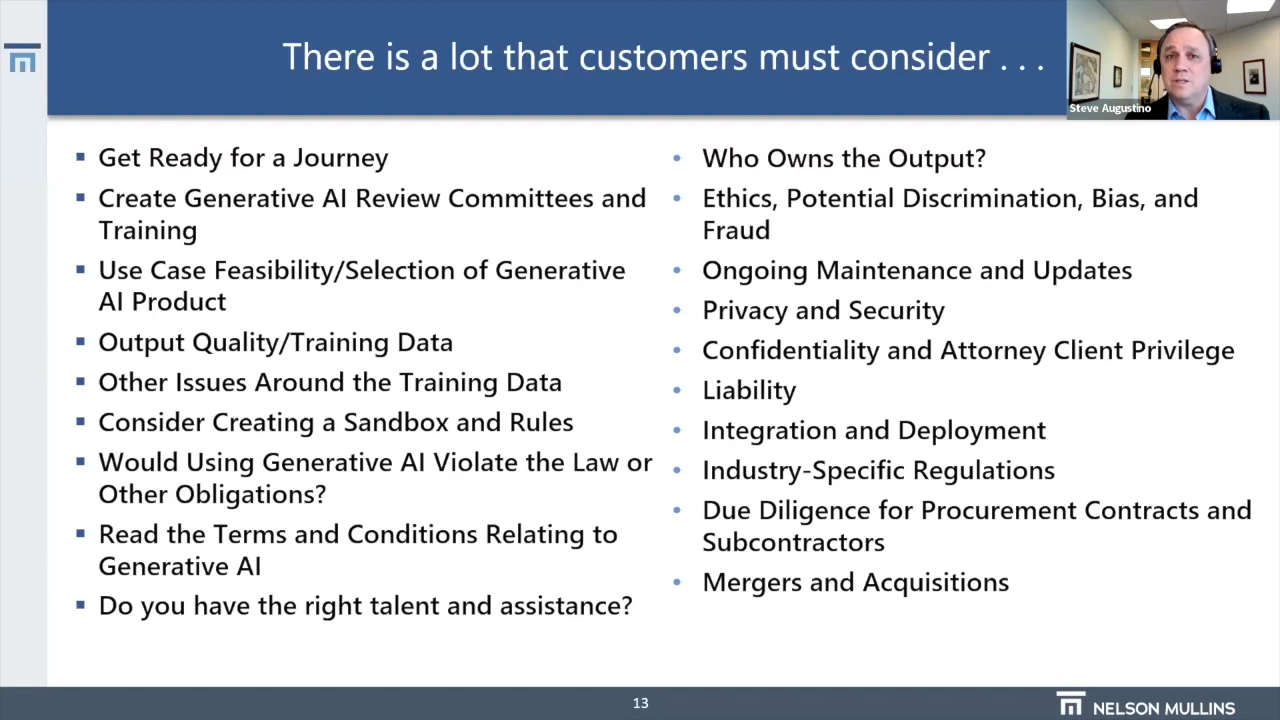 There is a lot that customers must consider . . .
Steve Augustino
▪ Get Ready for a Journey
▪ Create Generative AI Review Committees and
Training
▪ Use Case Feasibility/Selection of Generative
AI Product
▪ Output Quality/Training Data
▪ Other Issues Around the Training Data
▪ Consider Creating a Sandbox and Rules
▪ Would Using Generative AI Violate the Law or
Other Obligations?
▪ Read the Terms and Conditions Relating to
Generative AI
▪ Do you have the right talent and assistance?
• Who Owns the Output?
• Ethics, Potential Discrimination, Bias, and
Fraud
• Ongoing Maintenance and Updates
• Privacy and Security
• Confidentiality and Attorney Client Privilege
• Liability
• Integration and Deployment
• Industry-Specific Regulations
• Due Diligence for Procurement Contracts and
Subcontractors
• Mergers and Acquisitions
13
NELSON MULLINS